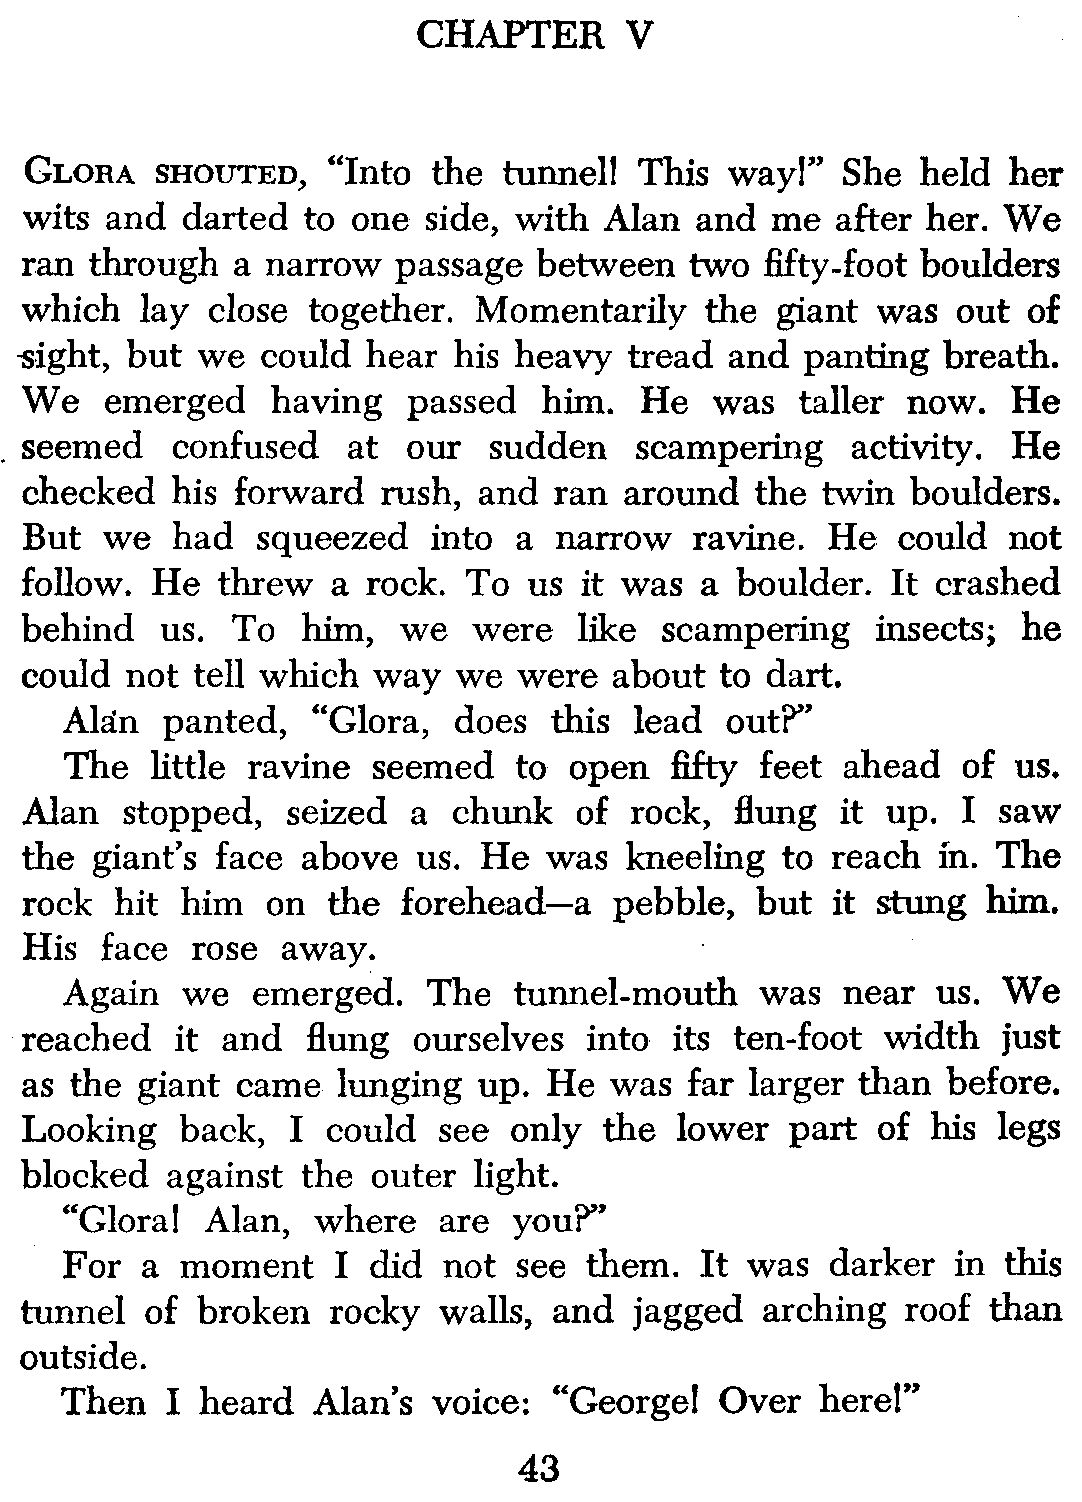 CHAPTER V
GLORA SHOUTED, “Into the tunnel! This way!” She held her
wits and darted to one side, with Alan and me after her. We
ran through a narrow passage between two fifty-foot boulders
which lay close together. Momentarily the giant was out of
sight, but we could hear his heavy tread and panting breath.
We emerged having passed him. He was taller now. He
seemed confused at our sudden scampering activity. He
checked his forward rush, and ran around the twin boulders.
But we had squeezed into a narrow ravine. He could not
follow. He threw a rock. To us it was a boulder. It crashed
behind us. To him, we were like scampering insects; he
could not tell which way we were about to dart.
Alan panted, “Glora, does this lead out?”
The little ravine seemed to open fifty feet ahead of us.
Alan stopped, seized a chunk of rock, flung it up. I saw
the giant’s face above us. He was kneeling to reach in. The
rock hit him on the forehead—a pebble, but it stung him.
His face rose away.
Again we emerged. The tunnel-mouth was near us. We
reached it and flung ourselves into its ten-foot width just
as the giant came lunging up. He was far larger than before.
Looking back, I could see only the lower part of his legs
blocked against the outer light.
“Glora! Alan, where are you?”
For a moment I did not see them. It was darker in this
tunnel of broken rocky walls, and jagged arching roof than
outside.
Then I heard Alan’s voice: “George! Over here!”
43